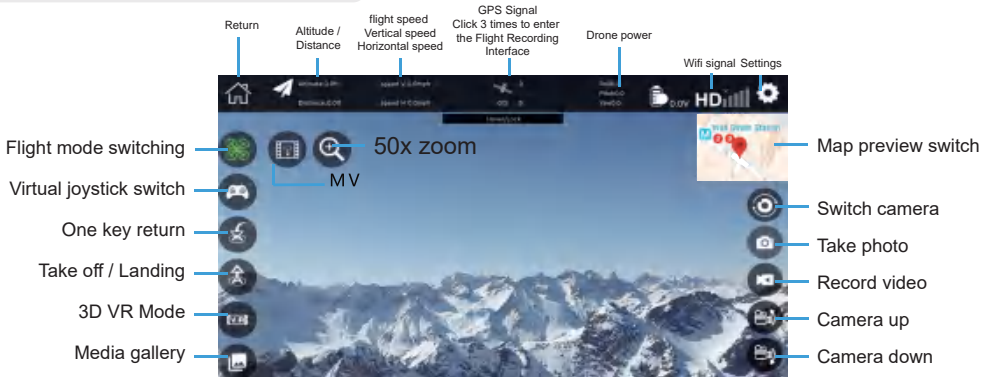 Return
Altitude /
Distance
flight speed
Vertical speed
Horizontal speed
GPS Signal
Click 3 times to enter
the Flight Recording
Interface
Drone power
Wifi signal
Settings
0.0V
HD
Flight mode switching
50x zoom
MV
Map preview switch
Virtual joystick switch
Switch camera
One key return
Take photo
Take off / Landing
Record video
3D VR Mode
Camera up
Media gallery
Camera down